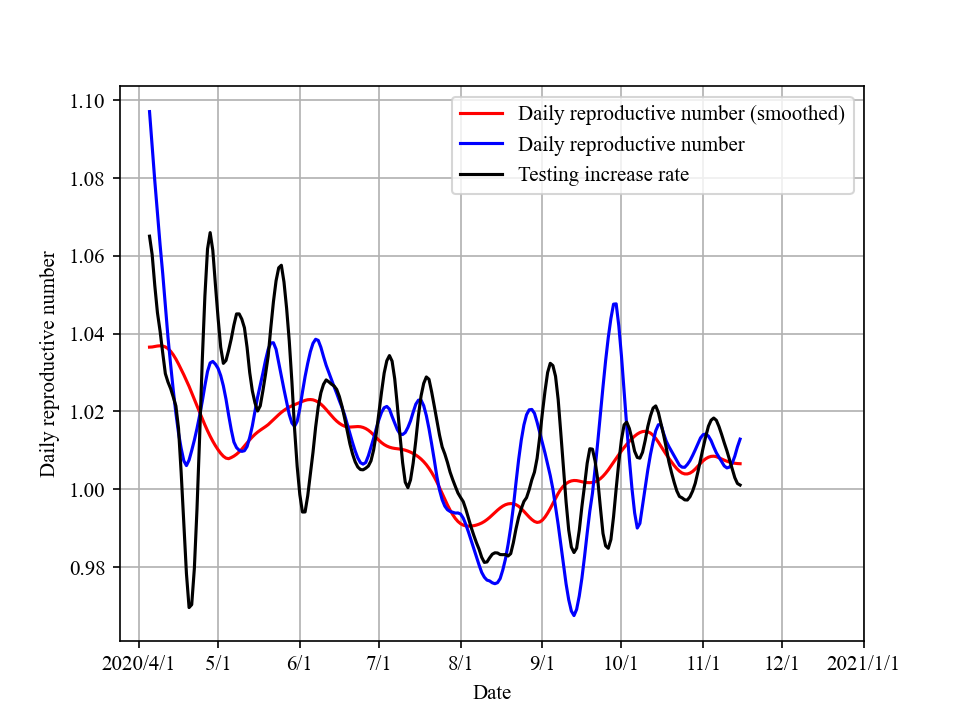 1.10
1.08
1.06
1.04
1.02
1.00
0.98
Daily reproductive number
Daily reproductive number (smoothed)
Daily reproductive number
Testing increase rate
2020/4/1 5/1 6/1 7/1 8/1 9/1 10/1 11/1 12/1 2021/1/1
Date